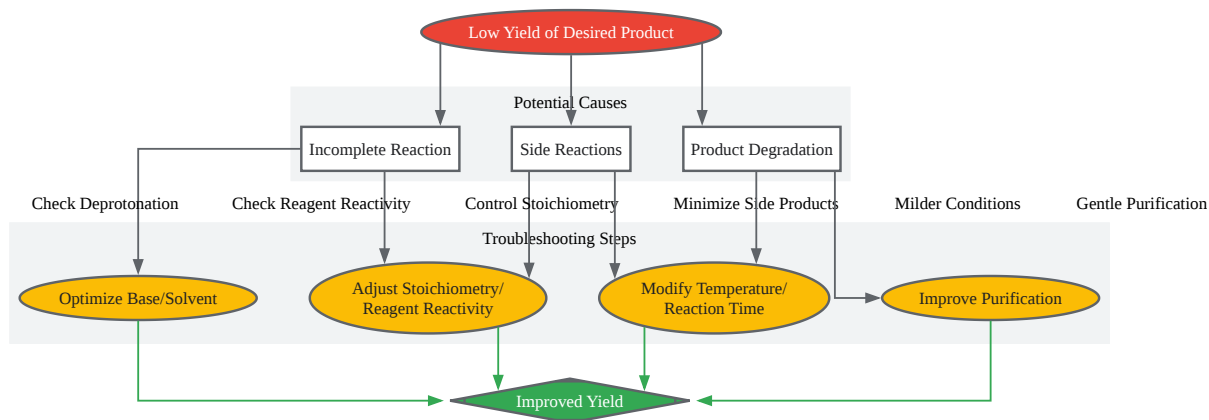 Low Yield of Desired Product
Potential Causes
Incomplete Reaction
Side Reactions
Product Degradation
Check Deprotonation
Check Reagent Reactivity
Control Stoichiometry
Minimize Side Products
Milder Conditions
Gentle Purification
Troubleshooting Steps
Optimize Base/Solvent
Adjust Stoichiometry/
Reagent Reactivity
Modify Temperature/
Reaction Time
Improve Purification
Improved Yield